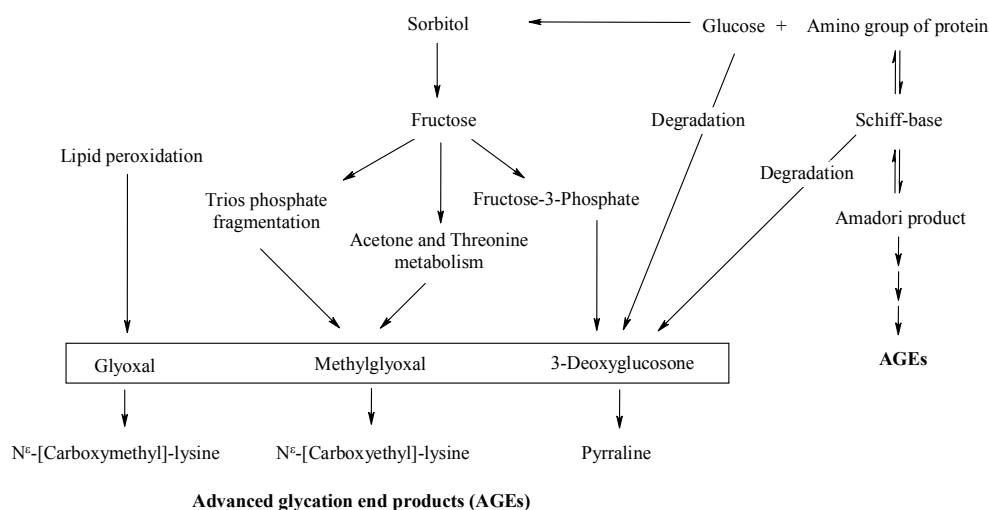 Sorbitol
Glucose + Amino group of protein
Fructose
Degradation
Schiff-base
Lipid peroxidation
Degradation
Trios phosphate
fragmentation
Fructose-3-Phosphate
Acetone and Threonine
metabolism
Amadori product
Glyoxal
Methylglyoxal
3-Deoxyglucosone
AGEs
Nᵋ-[Carboxymethyl]-lysine
Nᵋ-[Carboxyethyl]-lysine
Pyrraline
Advanced glycation end products (AGEs)